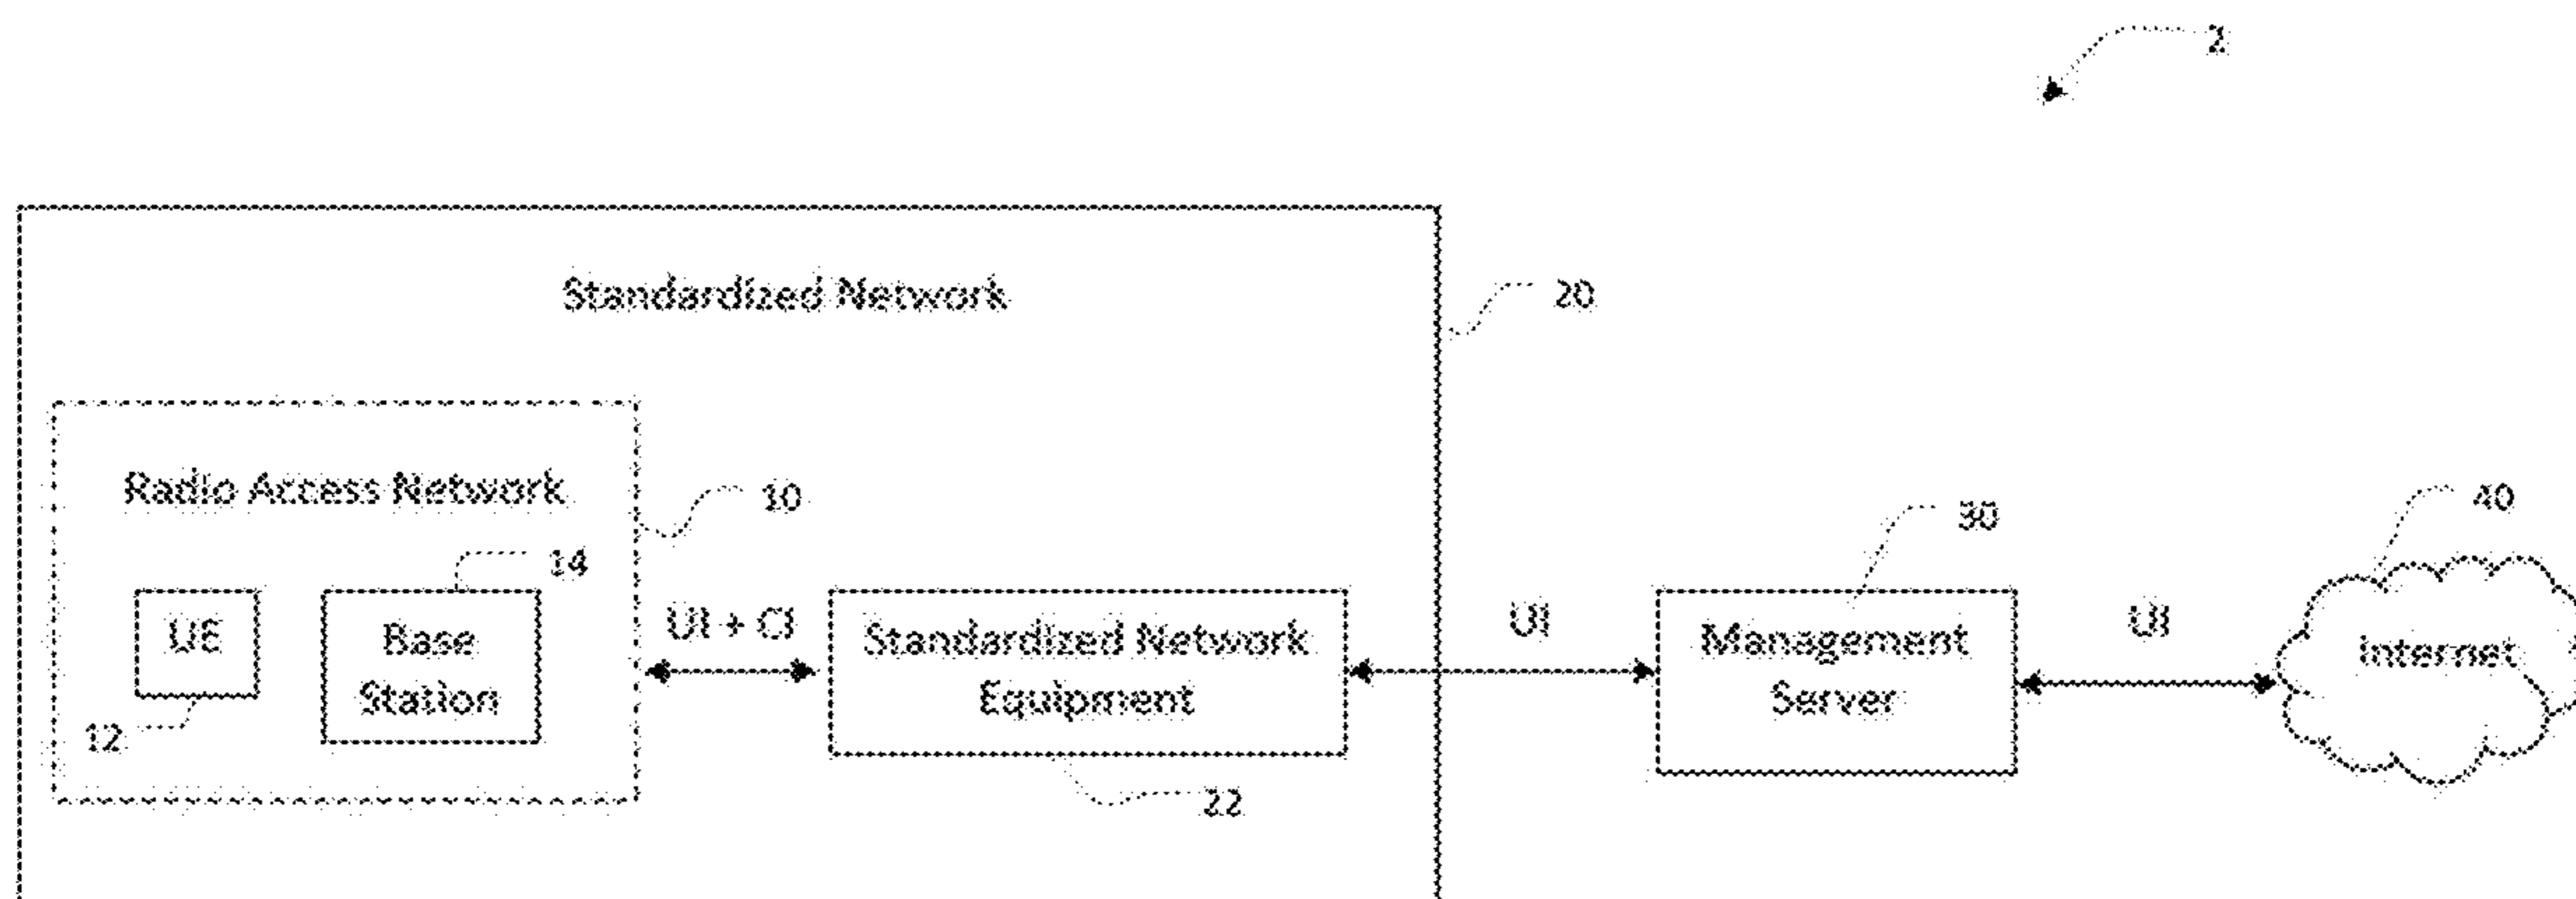 2
Standardized Network
20
Radio Access Network
10
14
UE
Base
Station
12
UI + CI
Standardized Network
Equipment
22
UI
30
Management
Server
UI
40
Internet